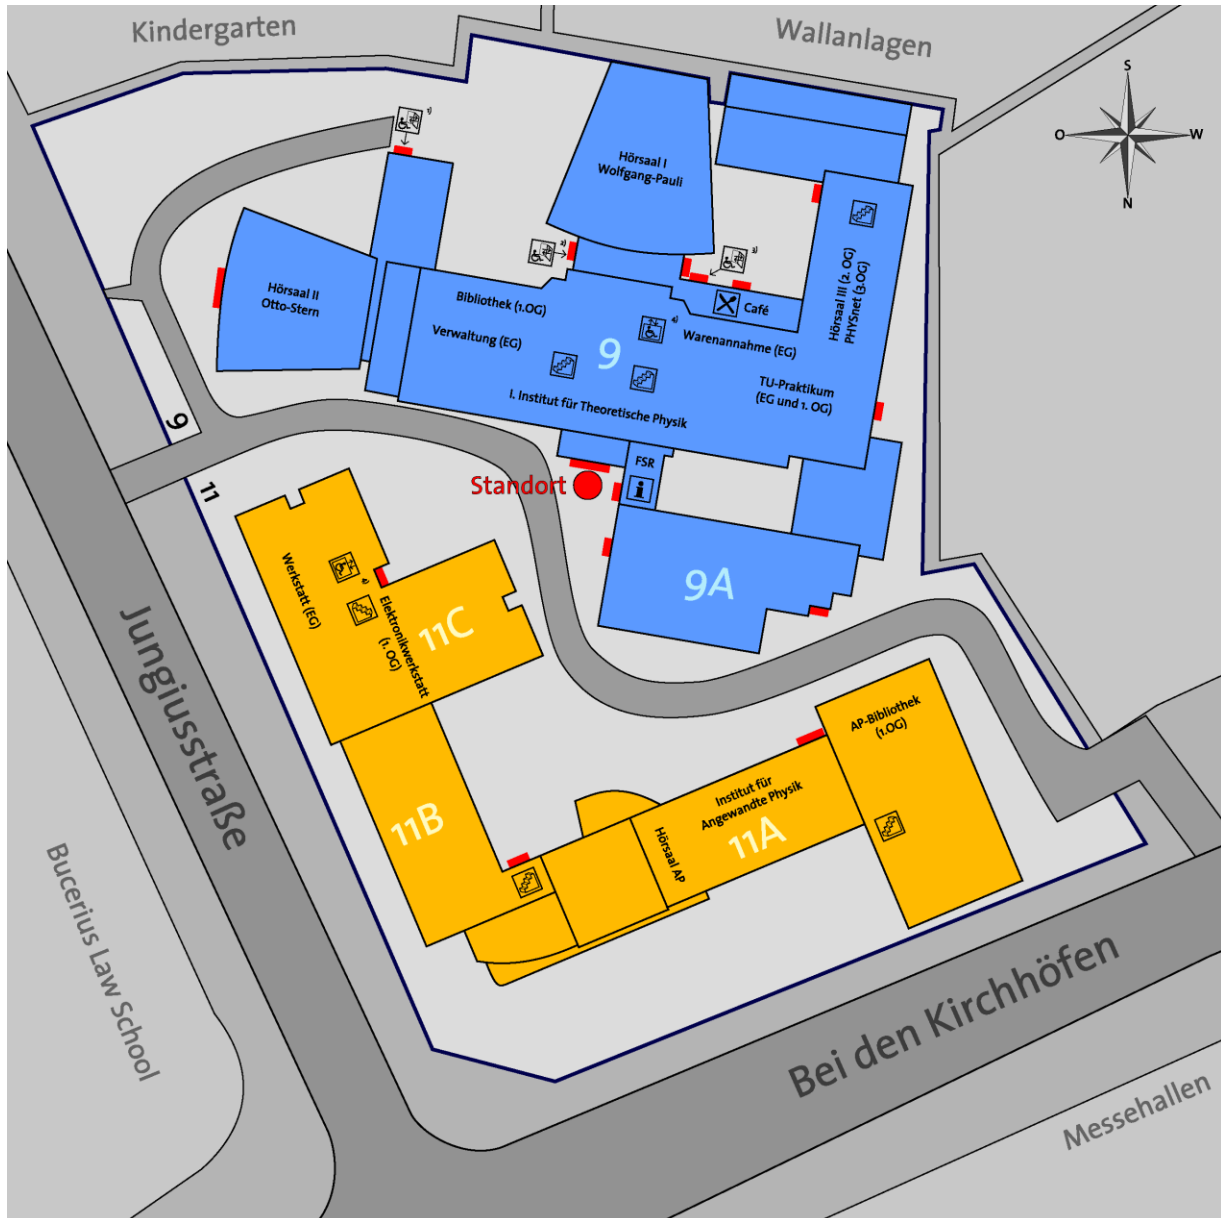 Kindergarten
Wallanlagen
S
O
W
N
Hörsaal I
Wolfgang-Pauli
Hörsaal II
Otto-Stern
Bibliothek (1.OG)
Café
Hörsaal III (2. OG)
PHYSnet (3.OG)
Verwaltung (EG)
9
Warenannahme (EG)
TU-Praktikum
(EG und 1. OG)
I. Institut für Theoretische Physik
9
FSR
Standort
11
9A
Werkstatt (EG)
Elektronikwerkstatt
(1. OG)
11C
Jungiusstraße
AP-Bibliothek
(1.OG)
Institut für
Angewandte Physik
11B
11A
Hörsaal AP
Bucerius Law School
Bei den Kirchhöfen
Messehallen